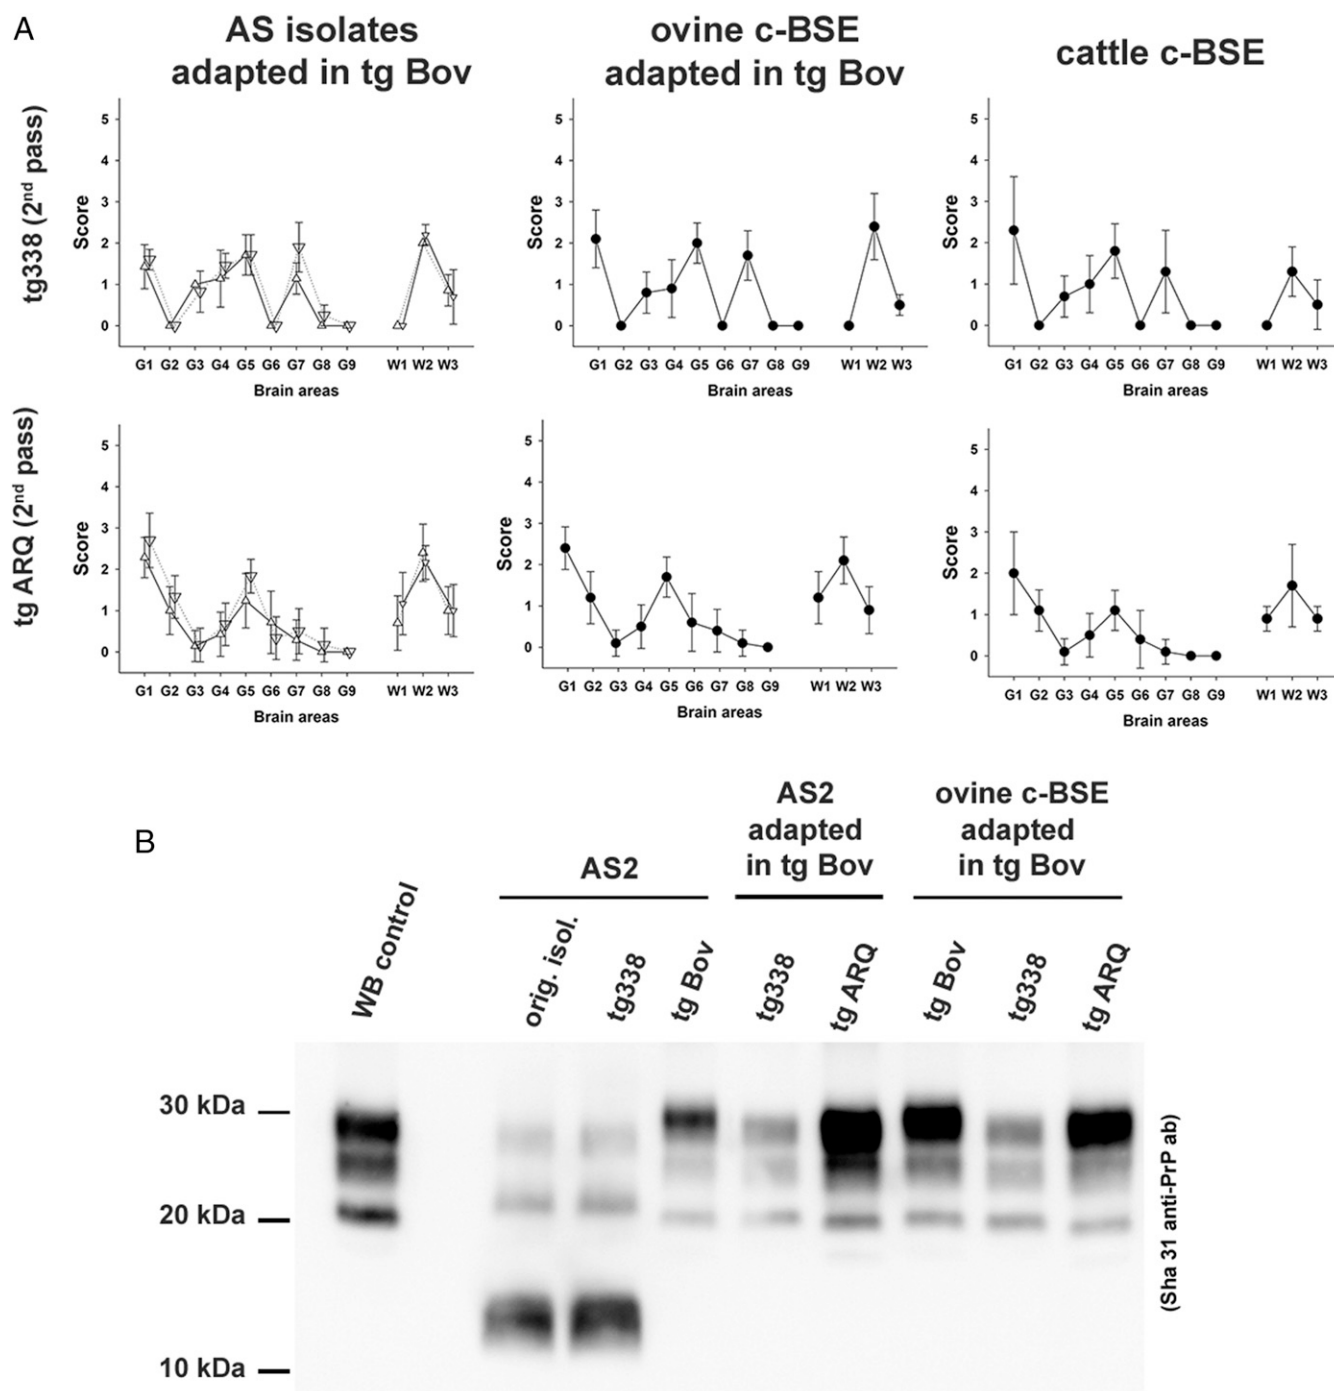 A
AS isolates
adapted in tg Bov
ovine c-BSE
adapted in tg Bov
cattle c-BSE
tg338 (2nd pass)
Score
5
4
3
2
1
0
G1 G2 G3 G4 G5 G6 G7 G8 G9 W1 W2 W3
Brain areas
Score
5
4
3
2
1
0
G1 G2 G3 G4 G5 G6 G7 G8 G9 W1 W2 W3
Brain areas
Score
5
4
3
2
1
0
G1 G2 G3 G4 G5 G6 G7 G8 G9 W1 W2 W3
Brain areas
tg ARQ (2nd pass)
Score
5
4
3
2
1
0
G1 G2 G3 G4 G5 G6 G7 G8 G9 W1 W2 W3
Brain areas
Score
5
4
3
2
1
0
G1 G2 G3 G4 G5 G6 G7 G8 G9 W1 W2 W3
Brain areas
Score
5
4
3
2
1
0
G1 G2 G3 G4 G5 G6 G7 G8 G9 W1 W2 W3
Brain areas
B
AS2
AS2
adapted
in tg Bov
ovine c-BSE
adapted
in tg Bov
WB control
orig. isol.
tg338
tg Bov
tg338
tg ARQ
tg Bov
tg338
tg ARQ
30 kDa
20 kDa
10 kDa
(Sha 31 anti-PrP ab)